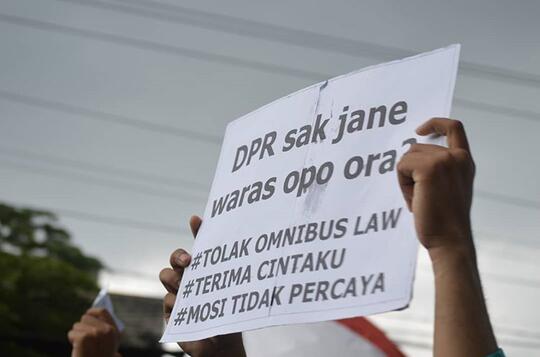 DPR sak jane
waras opo ora?
#TOLAK OMNIBUS LAW
#TERIMA CINTAKU
#MOSI TIDAK PERCAYA